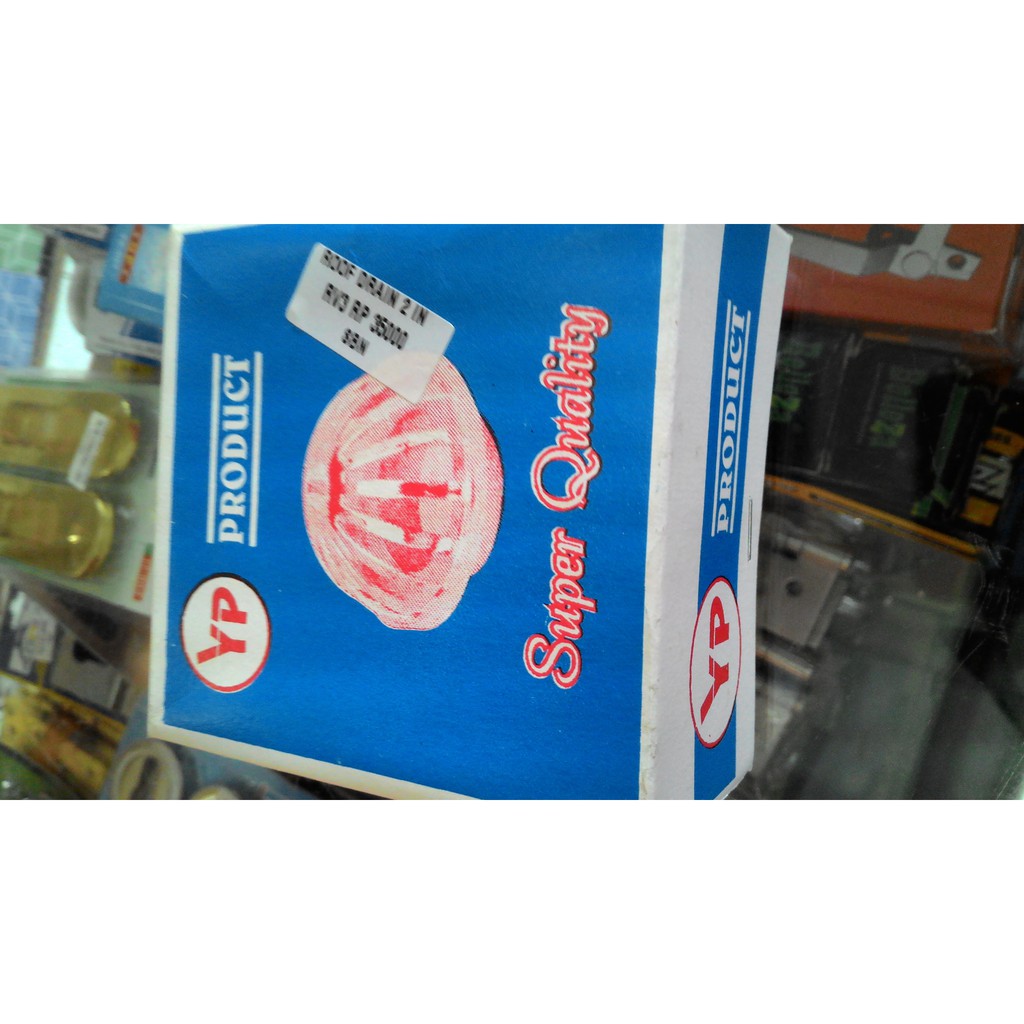 YP PRODUCT
ROOF DRAIN 2 IN
RV3 RP 35000
SBN
Super Quality
YP PRODUCT